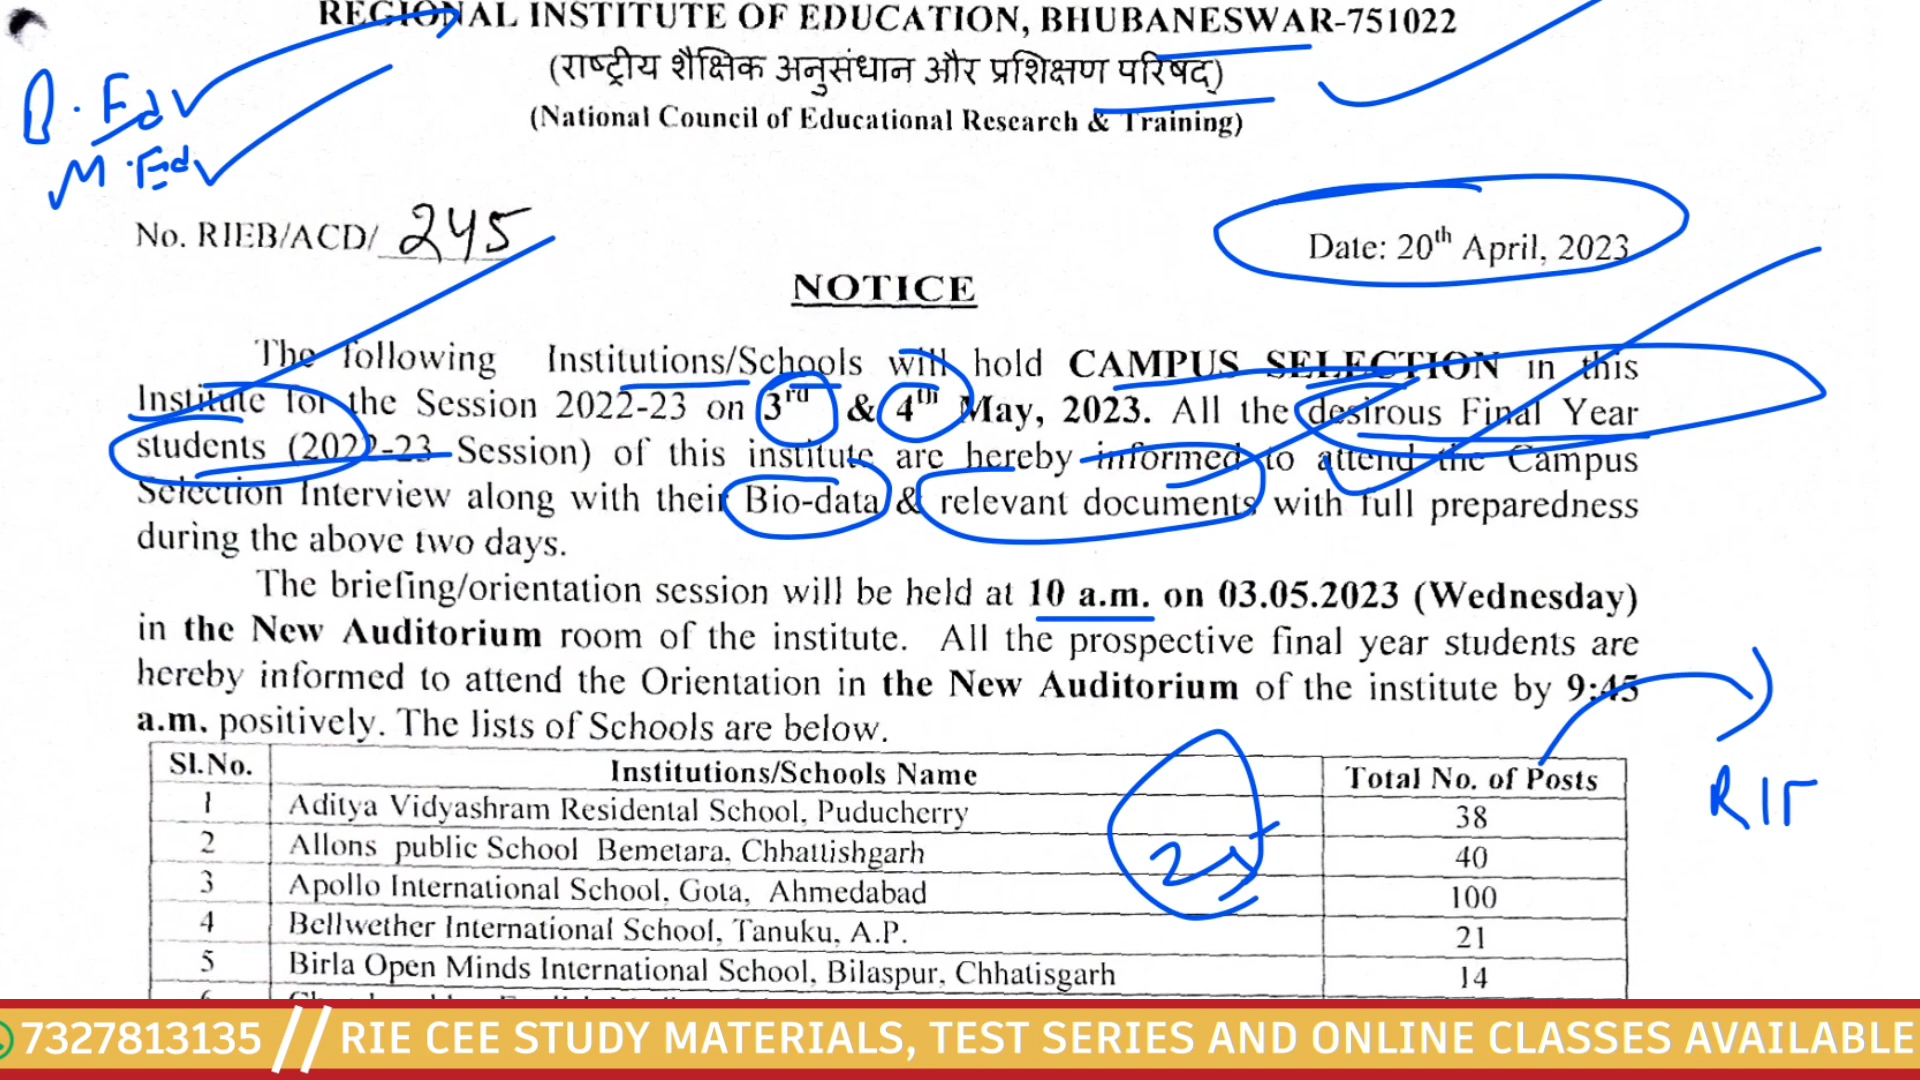 REGIONAL INSTITUTE OF EDUCATION, BHUBANESWAR-751022
(राष्ट्रीय शैक्षिक अनुसंधान और प्रशिक्षण परिषद)
(National Council of Educational Research & Training)
B.Ed
M.Ed
No. RIEB/ACD/ 245
Date: 20th April, 2023
NOTICE
The following Institutions/Schools will hold CAMPUS SELECTION in this
Institute for the Session 2022-23 on 3rd & 4th May, 2023. All the desirous Final Year
students (2022-23 Session) of this institute are hereby informed to attend the Campus
Selection Interview along with their Bio-data & relevant documents with full preparedness
during the above two days.
The briefing/orientation session will be held at 10 a.m. on 03.05.2023 (Wednesday)
in the New Auditorium room of the institute. All the prospective final year students are
hereby informed to attend the Orientation in the New Auditorium of the institute by 9:45
a.m. positively. The lists of Schools are below.
Sl.No. Institutions/Schools Name Total No. of Posts
1 Aditya Vidyashram Residental School, Puducherry 38
2 Allons public School Bemetara, Chhattishgarh 40
3 Apollo International School, Gota, Ahmedabad 100
4 Bellwether International School, Tanuku, A.P. 21
5 Birla Open Minds International School, Bilaspur, Chhatisgarh 14
7327813135 // RIE CEE STUDY MATERIALS, TEST SERIES AND ONLINE CLASSES AVAILABLE